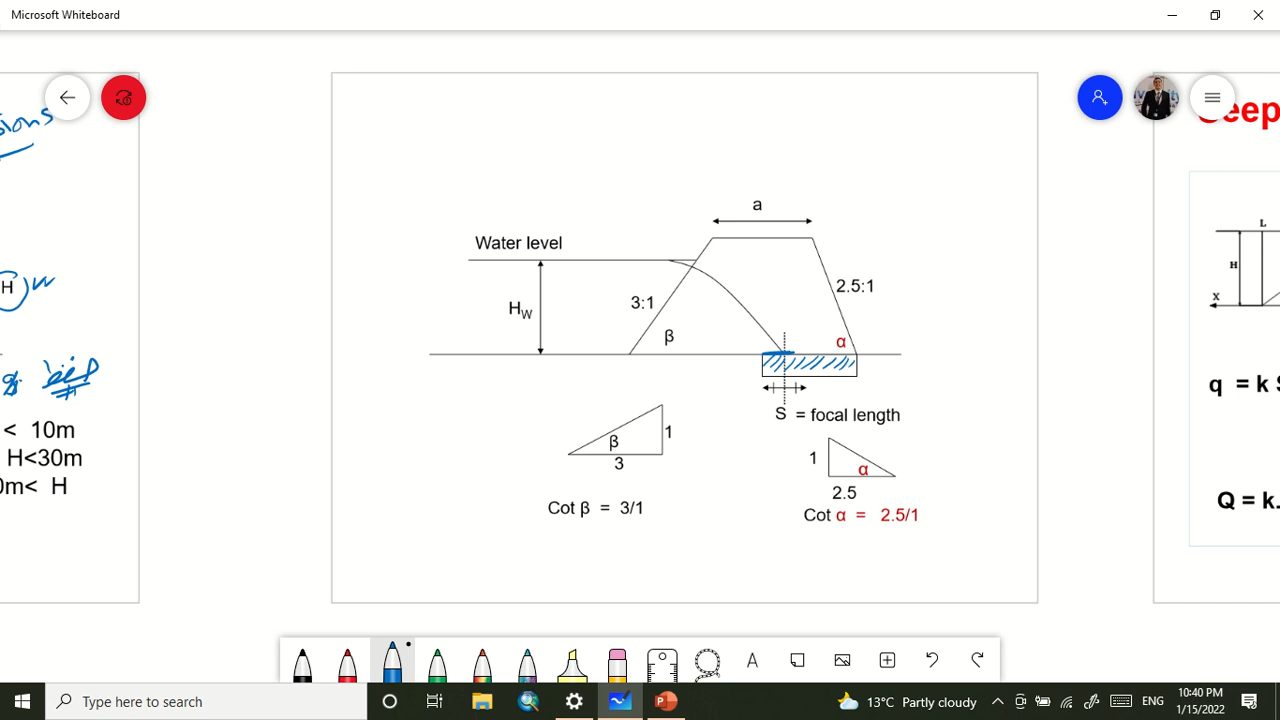 Microsoft Whiteboard
sions
H
w
< 10m
H<30m
m< H
a
Water level
H_W
3:1
2.5:1
β
α
S = focal length
β
1
3
Cot β = 3/1
1
α
2.5
Cot α = 2.5/1
eep
L
H
X
q = k
Q = k.
A
Type here to search
13°C Partly cloudy
ENG
10:40 PM
1/15/2022